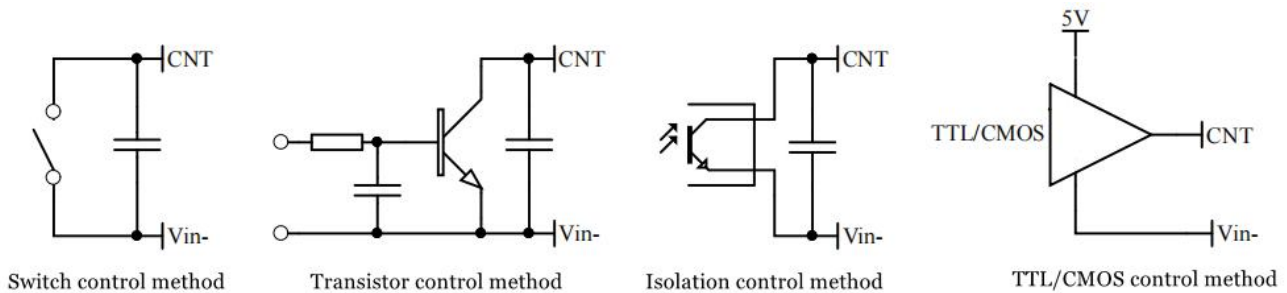 5V
CNT
CNT
CNT
TTL/CMOS
CNT
Vin-
Vin-
Vin-
Vin-
Switch control method
Transistor control method
Isolation control method
TTL/CMOS control method